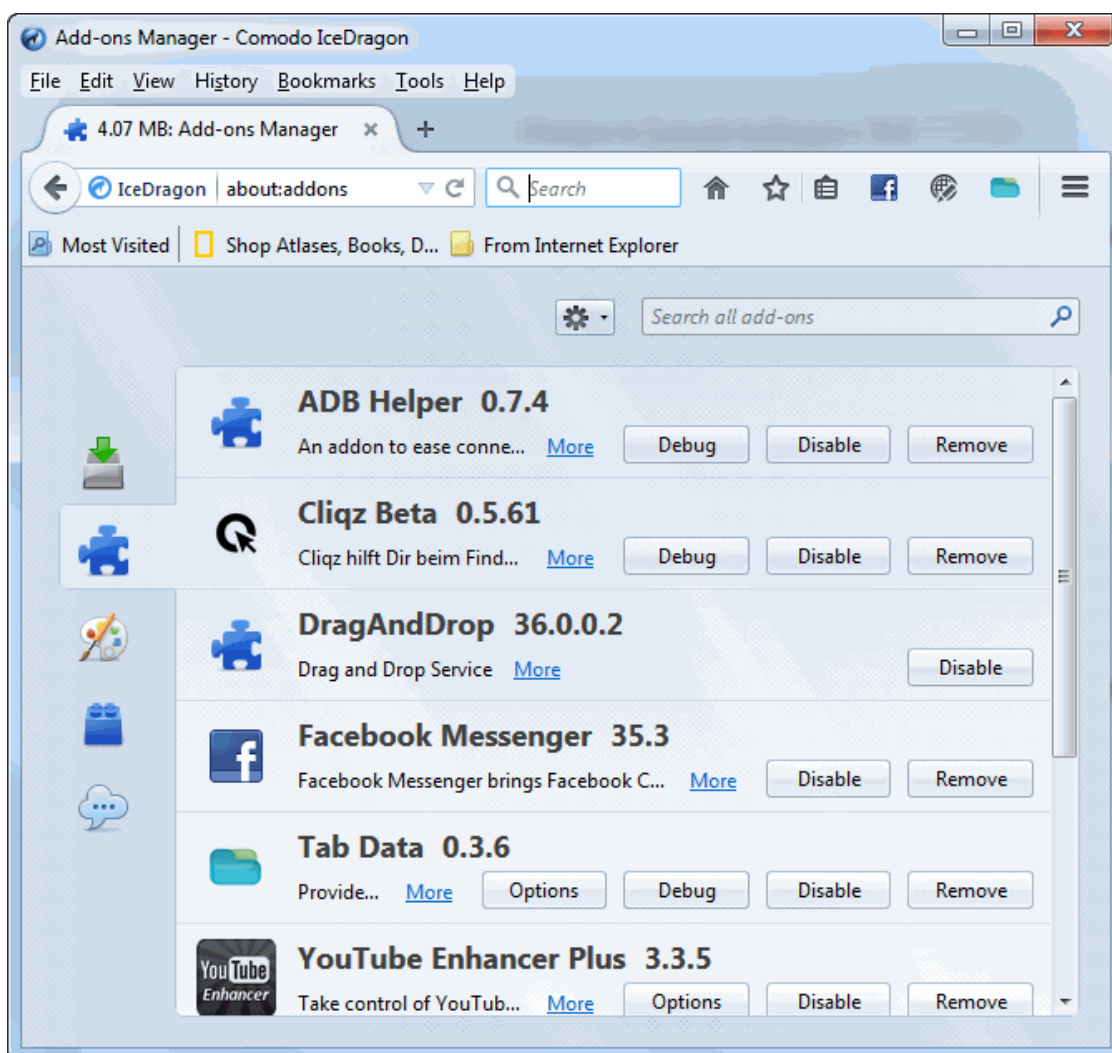 Add-ons Manager - Comodo IceDragon
File Edit View History Bookmarks Tools Help
4.07 MB: Add-ons Manager
IceDragon about:addons Search
Most Visited Shop Atlases, Books, D... From Internet Explorer
Search all add-ons
ADB Helper 0.7.4
An addon to ease conne... More Debug Disable Remove
Cliqz Beta 0.5.61
Cliqz hilft Dir beim Find... More Debug Disable Remove
DragAndDrop 36.0.0.2
Drag and Drop Service More Disable
Facebook Messenger 35.3
Facebook Messenger brings Facebook C... More Disable Remove
Tab Data 0.3.6
Provide... More Options Debug Disable Remove
You Tube
Enhancer
YouTube Enhancer Plus 3.3.5
Take control of YouTub... More Options Disable Remove